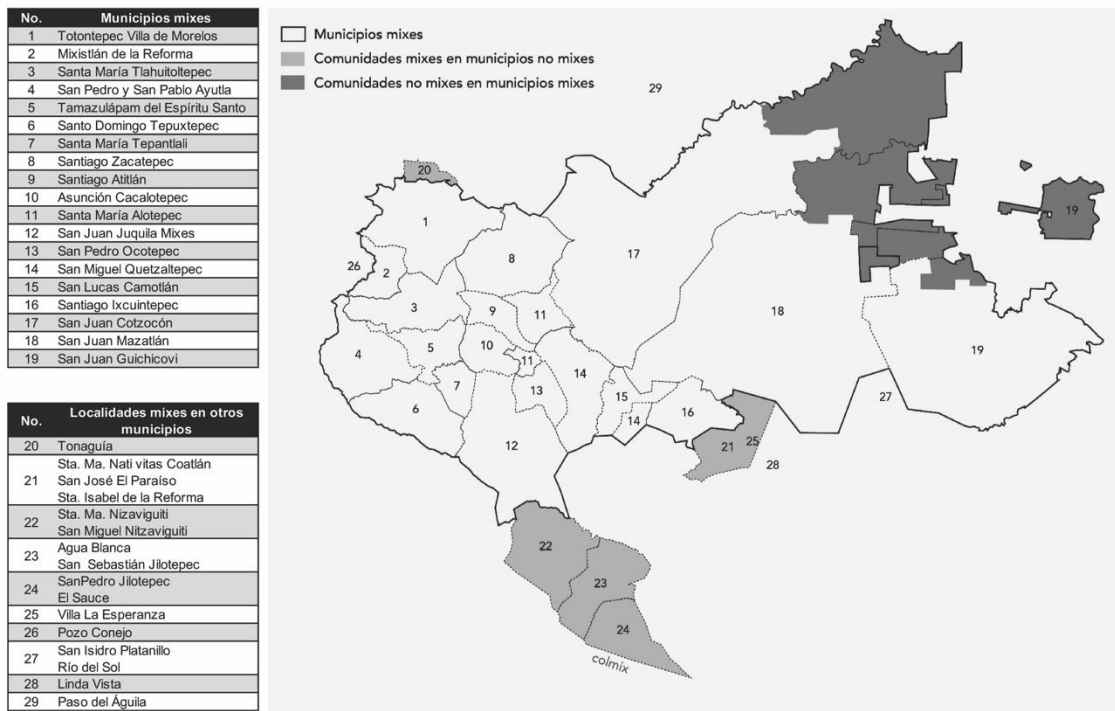 No. Municipios mixes
1 Totontepec Villa de Morelos
2 Mixistlán de la Reforma
3 Santa María Tlahuitoltepec
4 San Pedro y San Pablo Ayutla
5 Tamazulápam del Espíritu Santo
6 Santo Domingo Tepuxtepec
7 Santa María Tepantlali
8 Santiago Zacatepec
9 Santiago Atitlán
10 Asunción Cacalotepec
11 Santa María Alotepec
12 San Juan Juquila Mixes
13 San Pedro Ocotepec
14 San Miguel Quetzaltepec
15 San Lucas Camotlán
16 Santiago Ixcuintepec
17 San Juan Cotzocón
18 San Juan Mazatlán
19 San Juan Guichicovi
No. Localidades mixes en otros
municipios
20 Tonaguía
21 Sta. Ma. Nati vitas Coatlán
San José El Paraíso
Sta. Isabel de la Reforma
22 Sta. Ma. Nizaviguiti
San Miguel Nitzaviguiti
23 Agua Blanca
San Sebastián Jilotepec
24 SanPedro Jilotepec
El Sauce
25 Villa La Esperanza
26 Pozo Conejo
27 San Isidro Platanillo
Río del Sol
28 Linda Vista
29 Paso del Águila
Municipios mixes
Comunidades mixes en municipios no mixes
Comunidades no mixes en municipios mixes
29
20
19
1
17
8
26
2
3
9
11
18
4
5
10
11
14
19
7
13
15
16
27
6
14
12
21
25
28
22
23
24
colmix